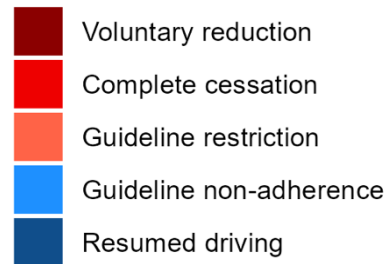 Voluntary reduction
Complete cessation
Guideline restriction
Guideline non-adherence
Resumed driving